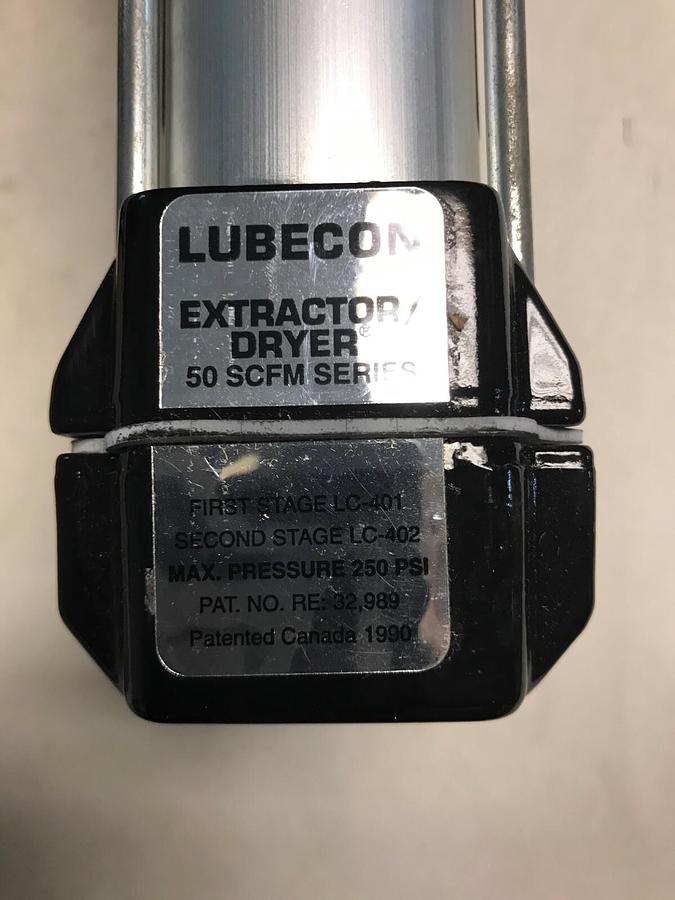 LUBECON
EXTRACTOR/
DRYER®
50 SCFM SERIES
FIRST STAGE LC-401
SECOND STAGE LC-402
MAX. PRESSURE 250 PSI
PAT. NO. RE: 32,989
Patented Canada 1990